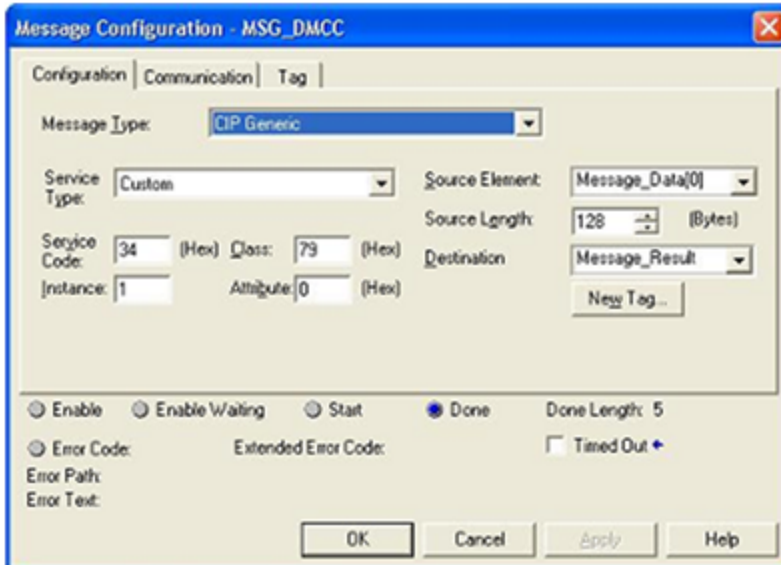 Message Configuration - MSG_DMCC
Configuration Communication Tag
Message Type: CIP Generic
Service Type: Custom
Source Element: Message_Data[0]
Source Length: 128 (Bytes)
Service Code: 34 (Hex) Class: 79 (Hex)
Destination Message_Result
Instance: 1 Attribute: 0 (Hex)
New Tag...
Enable Enable Waiting Start Done Done Length: 5
Error Code: Extended Error Code: Timed Out
Error Path:
Error Text:
OK Cancel Apply Help